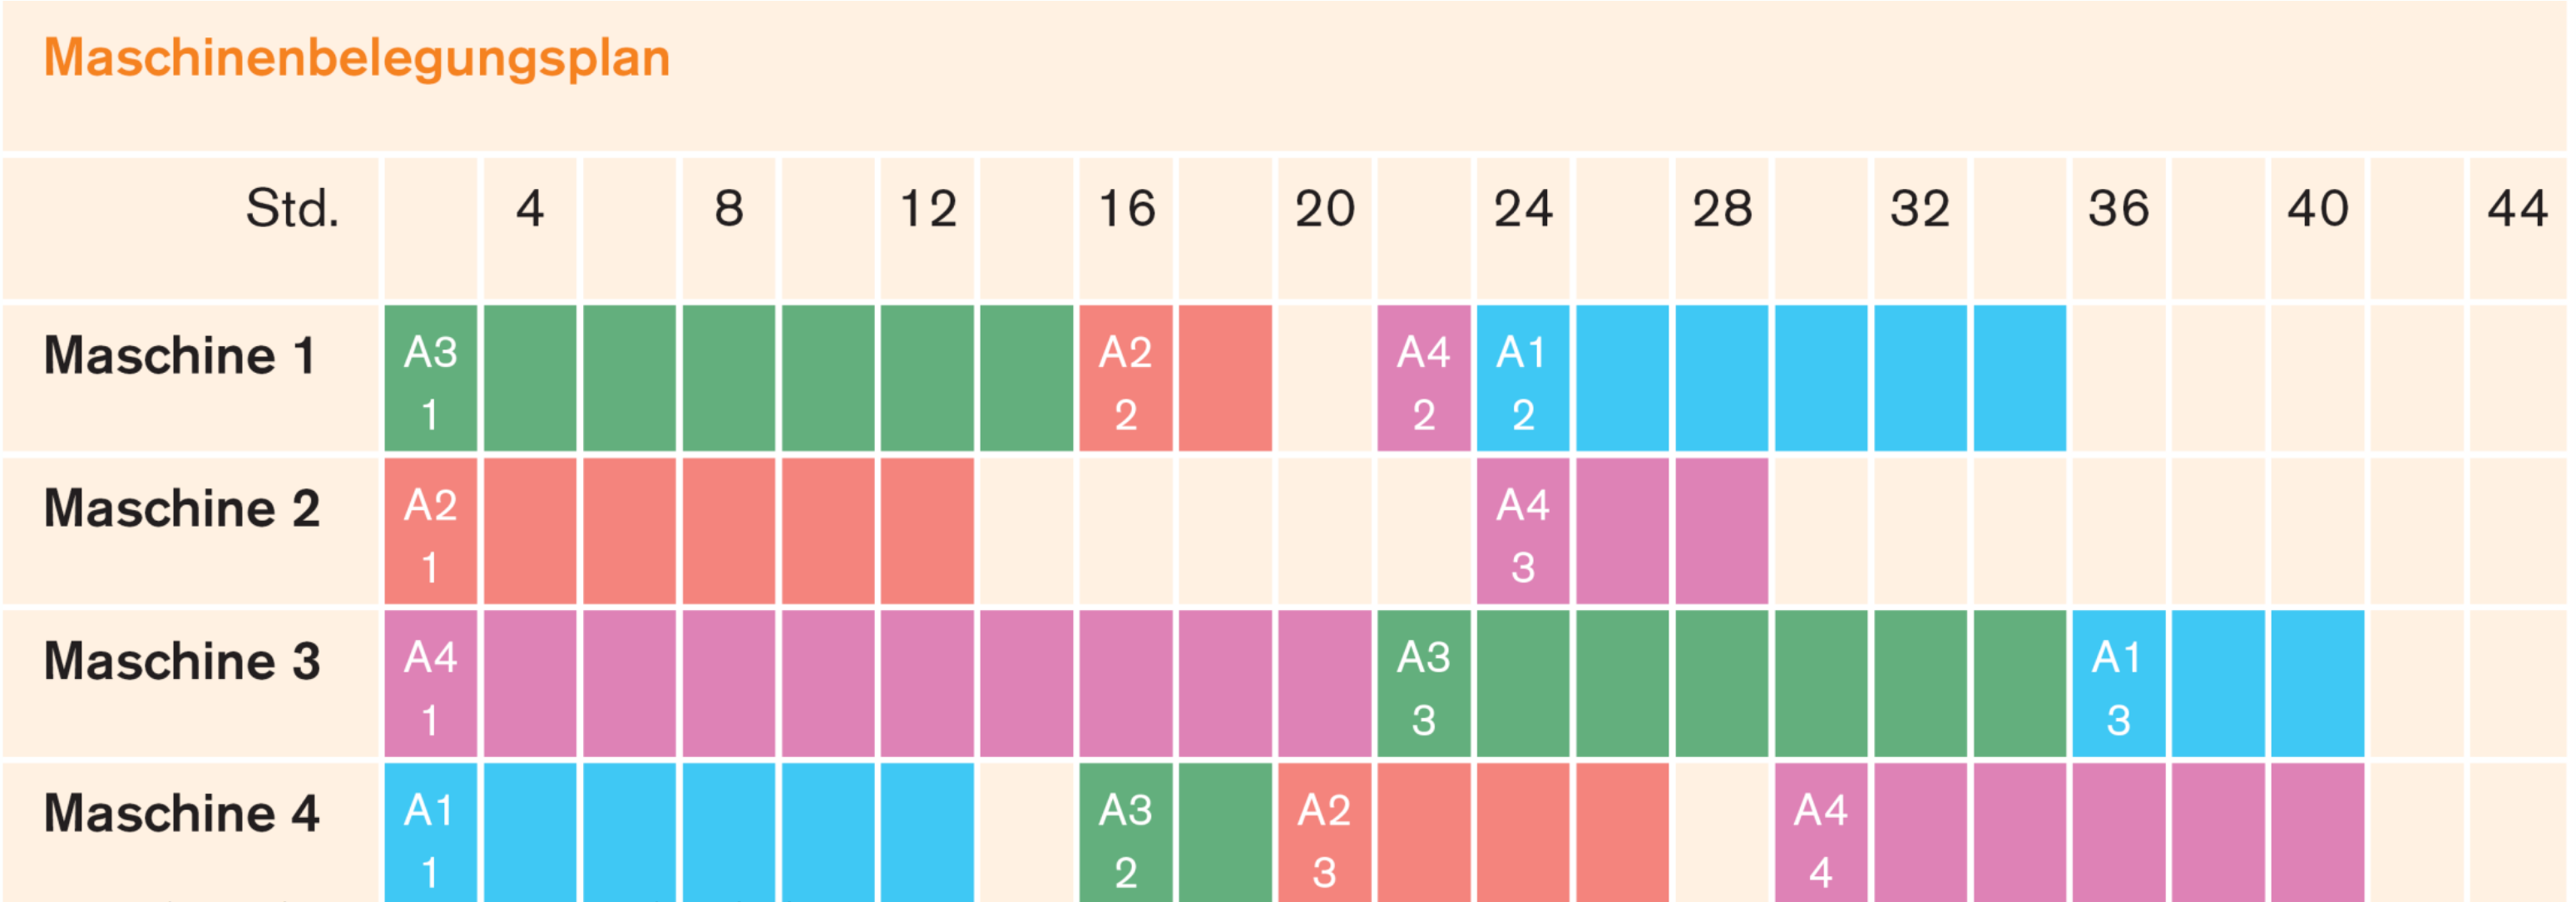 Maschinenbelegungsplan
Std. 4 8 12 16 20 24 28 32 36 40 44
Maschine 1 A3 A2 A4 A1
1 2 2 2
Maschine 2 A2 A4
1 3
Maschine 3 A4 A3 A1
1 3 3
Maschine 4 A1 A3 A2 A4
1 2 3 4